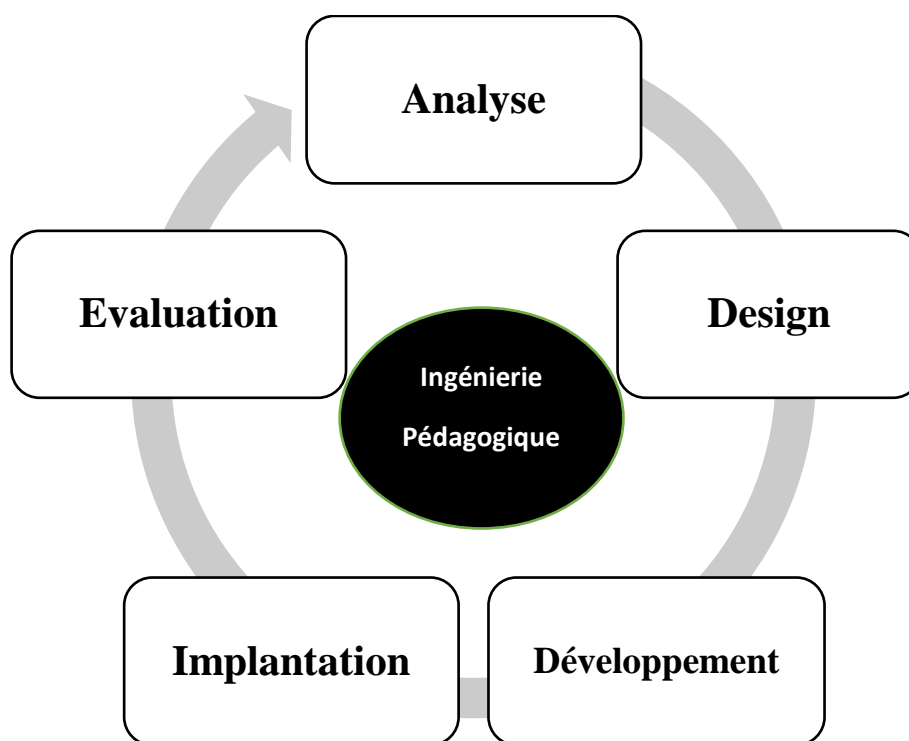 Analyse
Evaluation
Design
Ingénierie
Pédagogique
Implantation
Développement